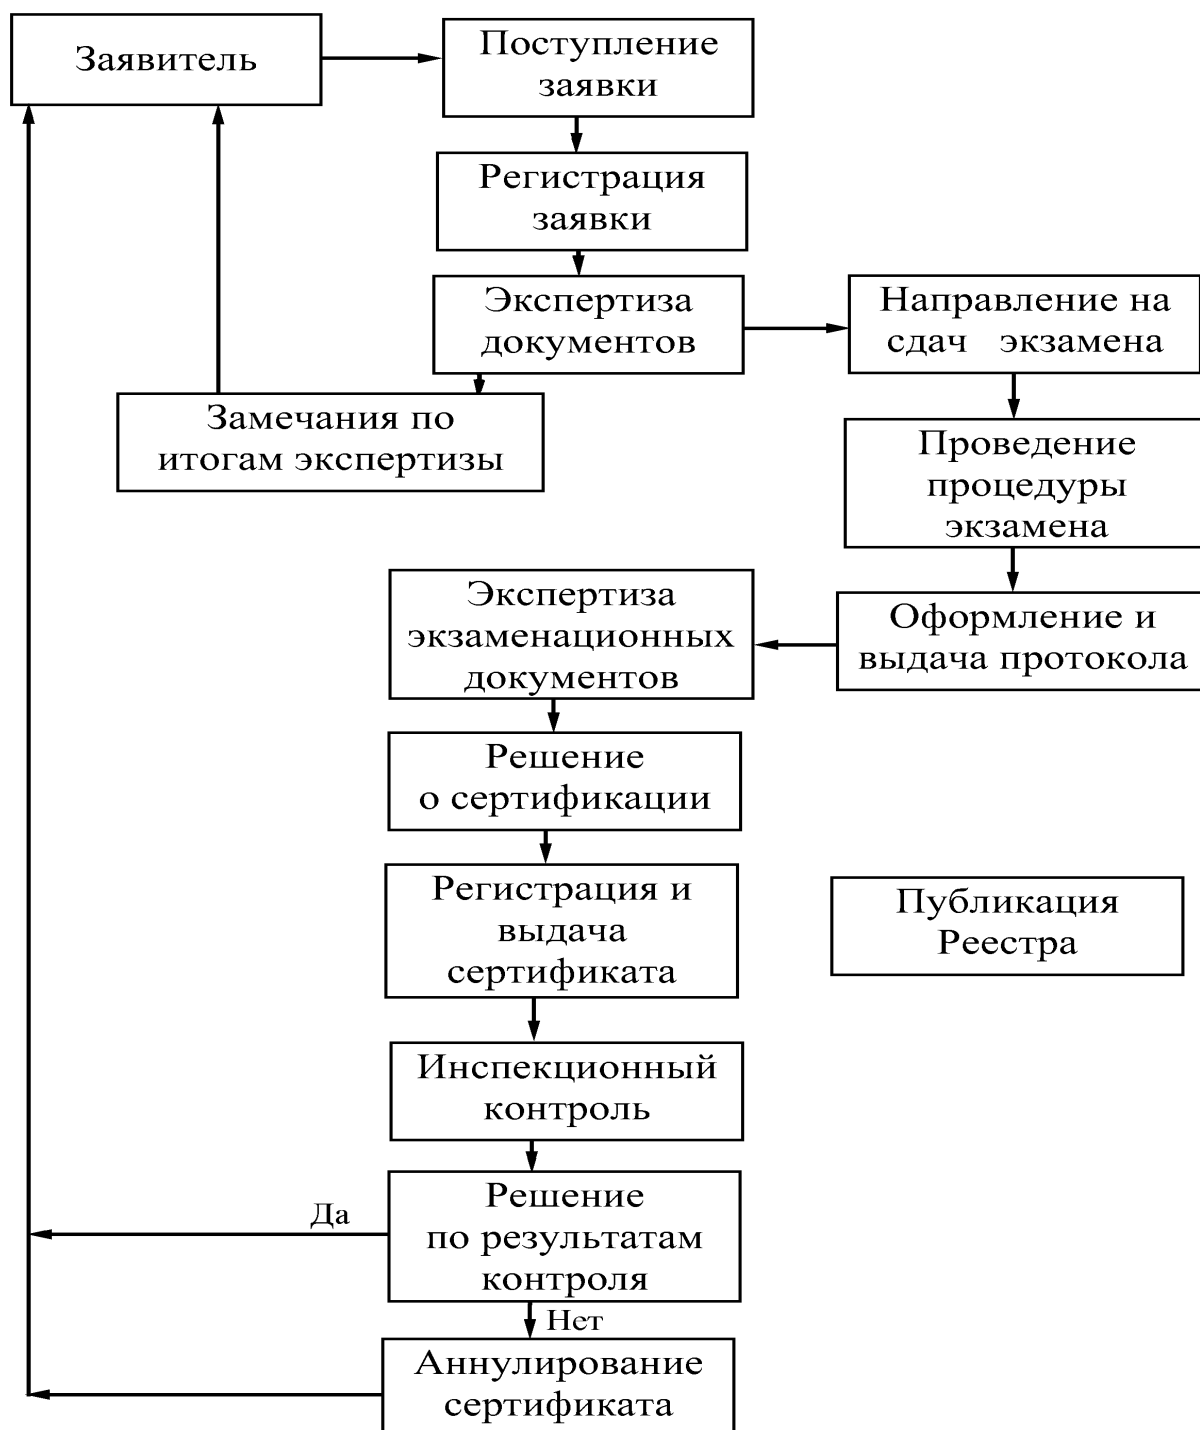 Заявитель
Поступление
заявки
Регистрация
заявки
Экспертиза
документов
Направление на
сдач экзамена
Замечания по
итогам экспертизы
Проведение
процедуры
экзамена
Экспертиза
экзаменационных
документов
Оформление и
выдача протокола
Решение
о сертификации
Регистрация и
выдача
сертификата
Публикация
Реестра
Инспекционный
контроль
Решение
по результатам
контроля
Да
Нет
Аннулирование
сертификата